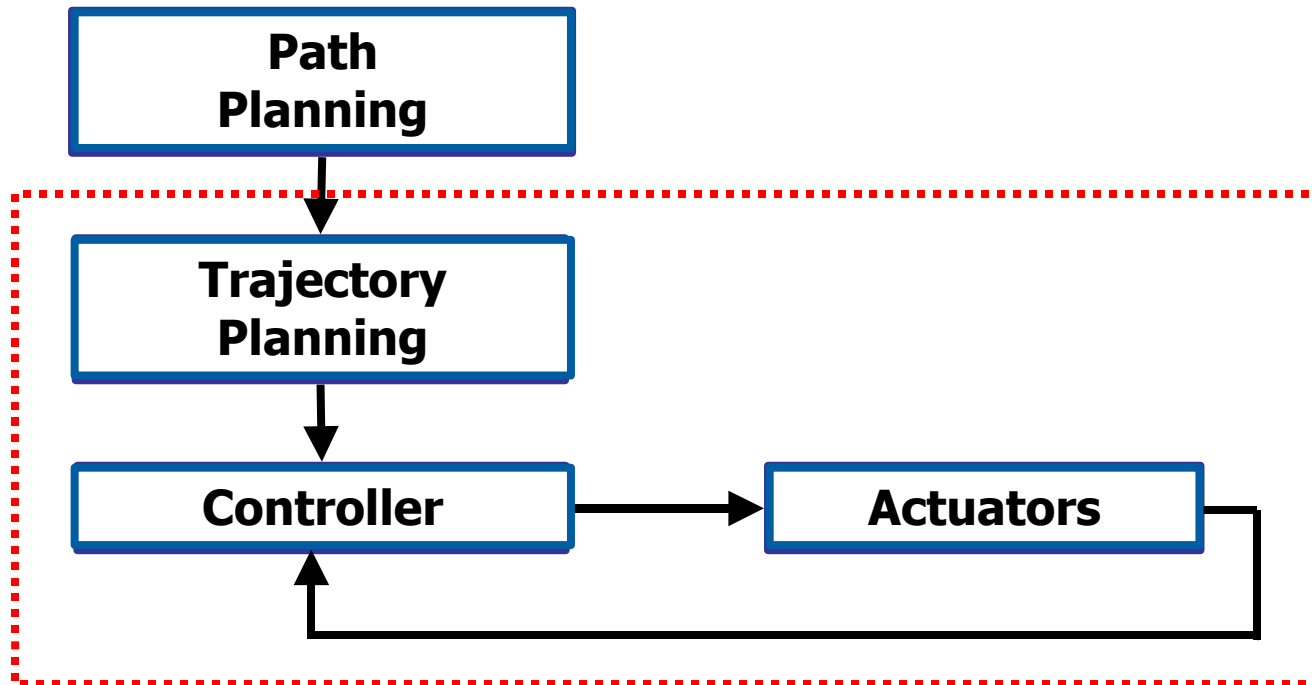 Path
Planning
Trajectory
Planning
Controller
Actuators